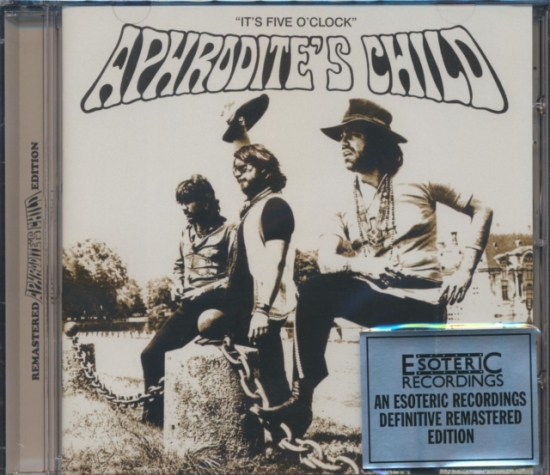 "IT'S FIVE O'CLOCK"
APHRODITE'S CHILD
REMASTERED APHRODITE'S CHILD EDITION
ESOTERIC
RECORDINGS
AN ESOTERIC RECORDINGS
DEFINITIVE REMASTERED
EDITION